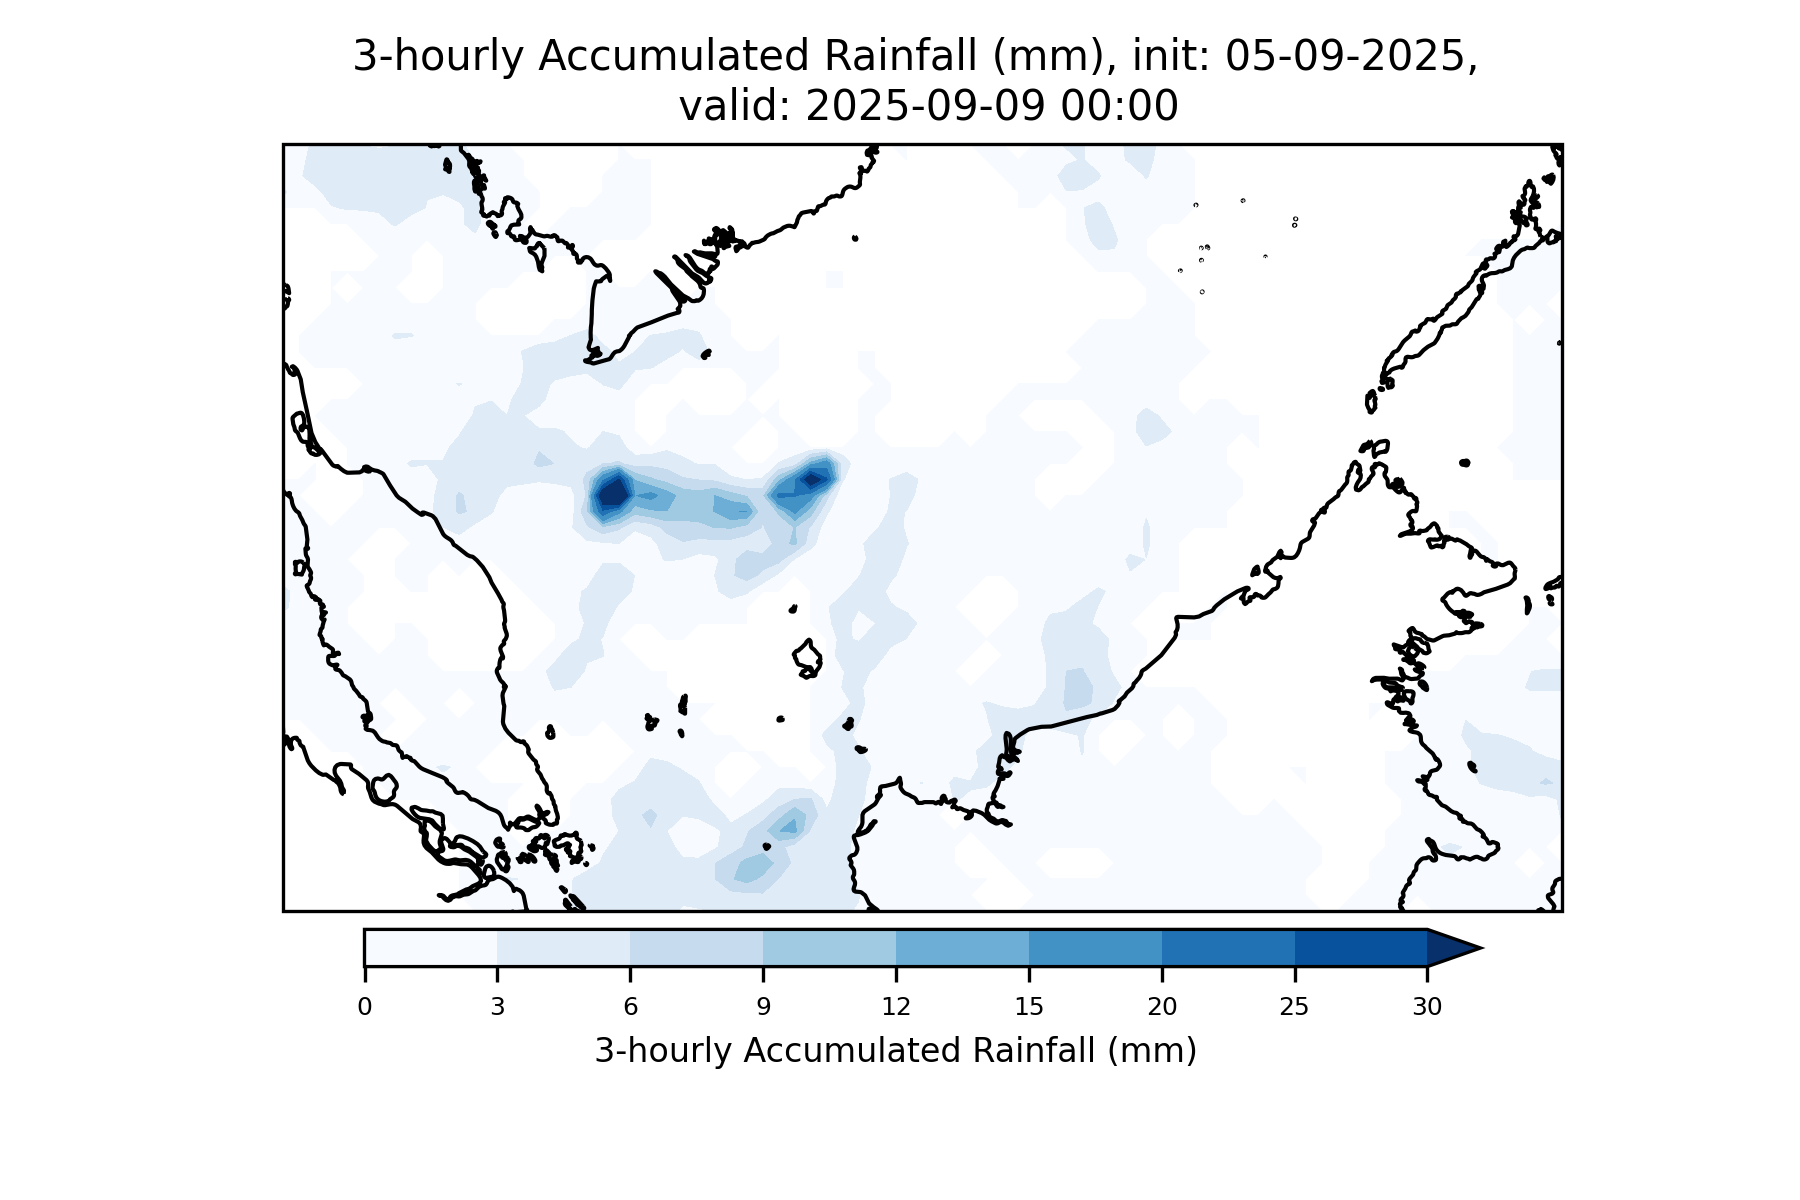 3-hourly Accumulated Rainfall (mm), init: 05-09-2025,
valid: 2025-09-09 00:00
0 3 6 9 12 15 20 25 30
3-hourly Accumulated Rainfall (mm)